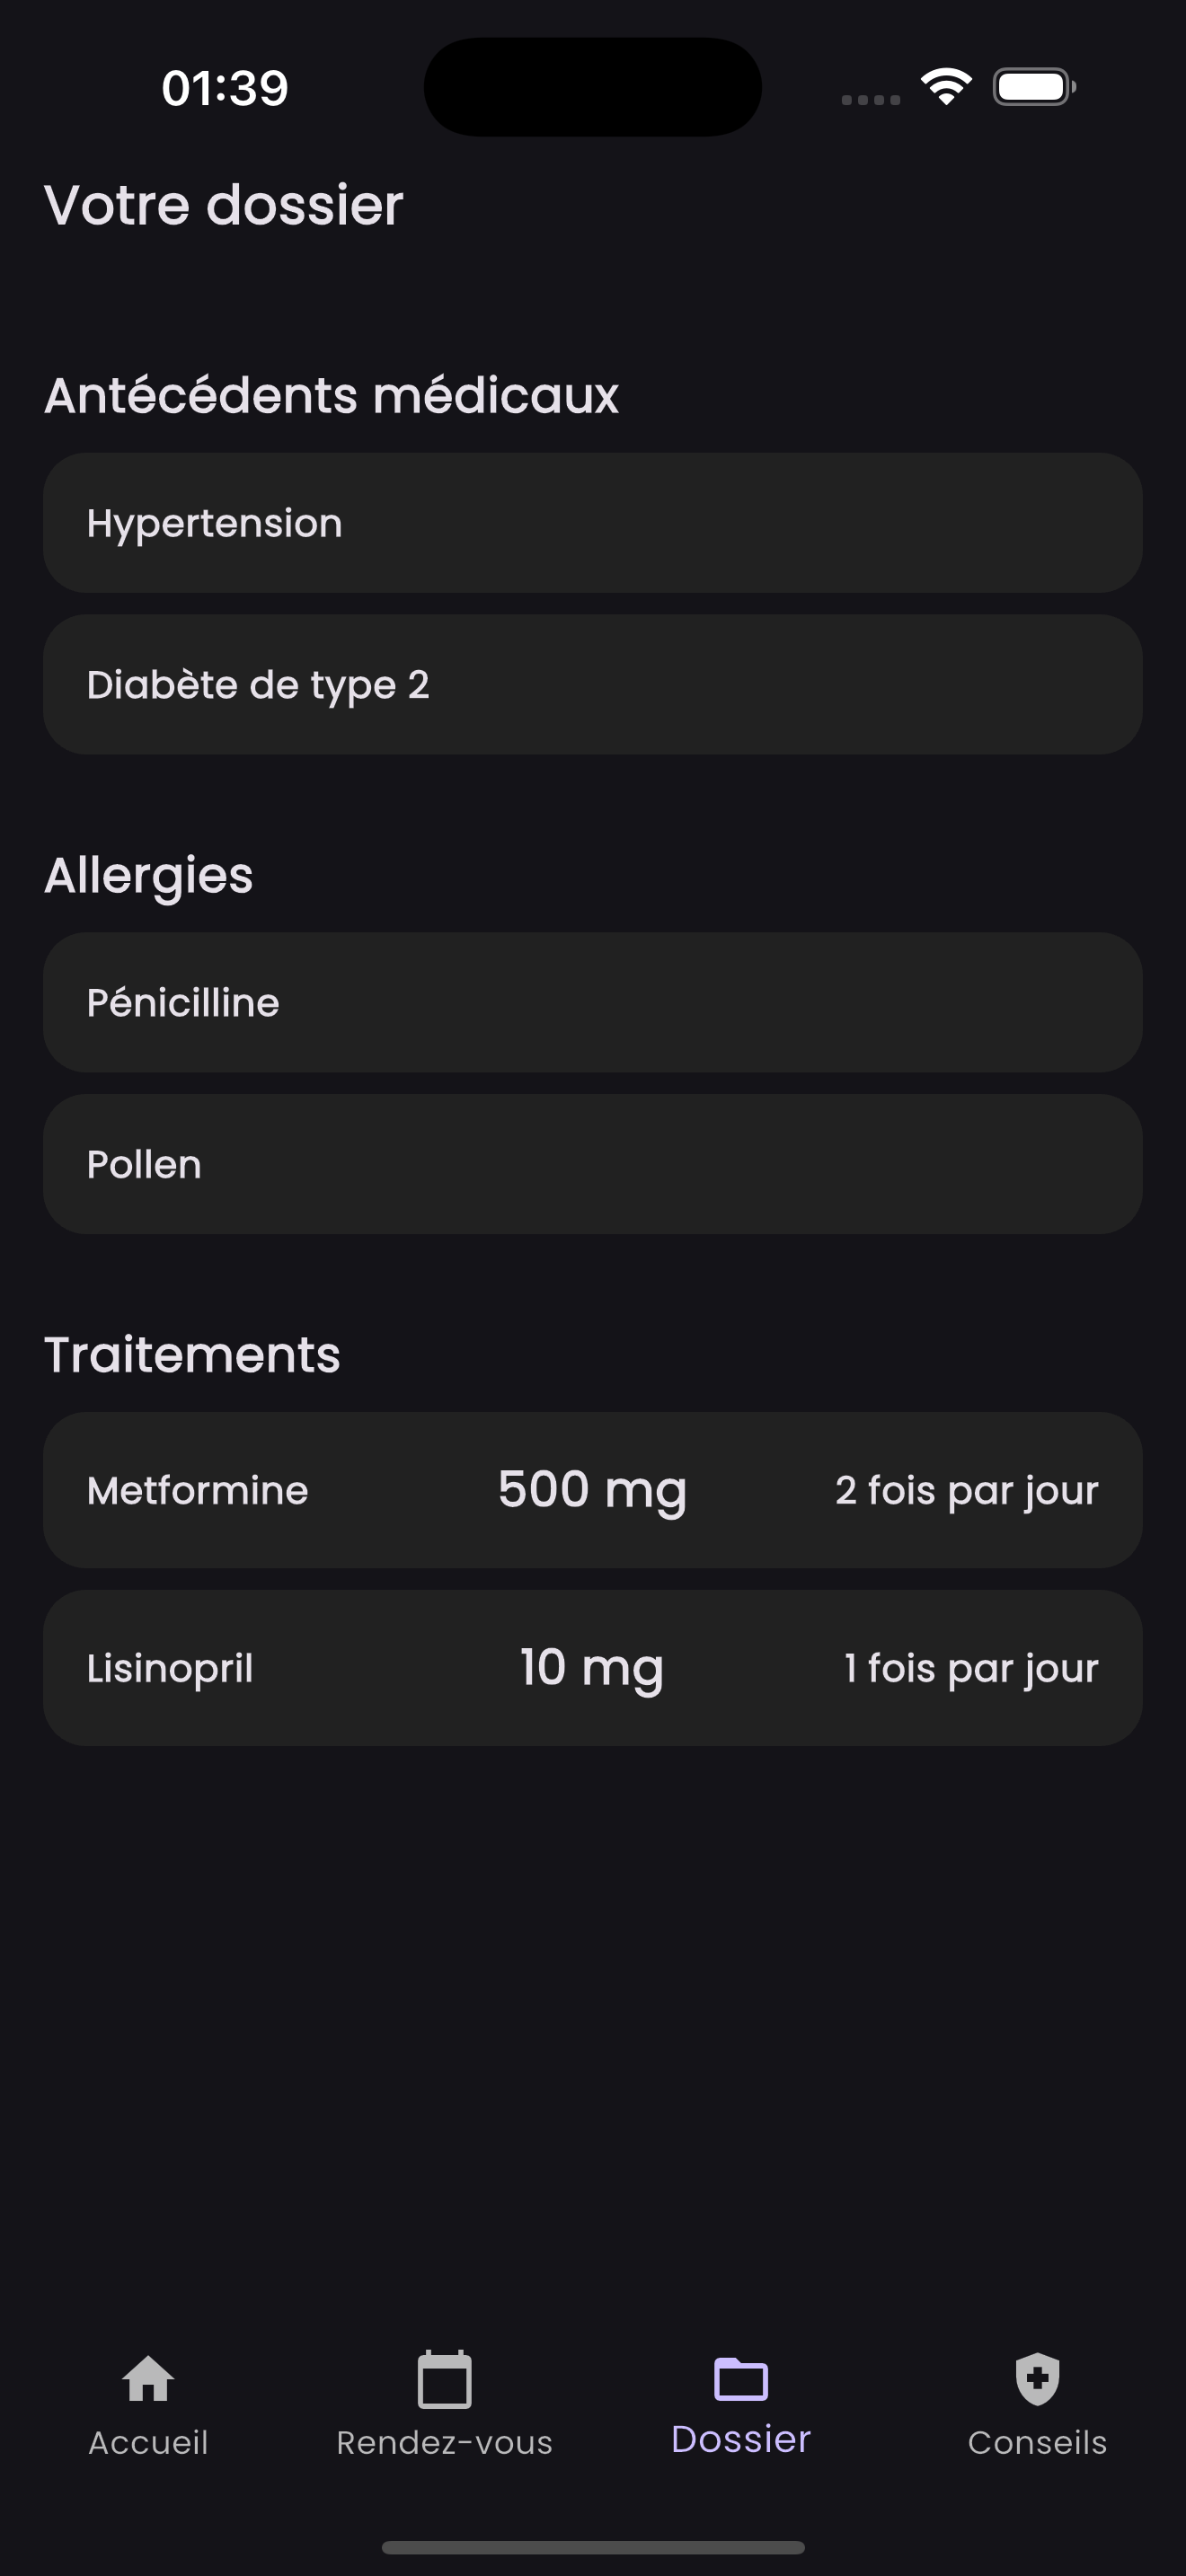 01:39
Votre dossier
Antécédents médicaux
Hypertension
Diabète de type 2
Allergies
Pénicilline
Pollen
Traitements
Metformine 500 mg 2 fois par jour
Lisinopril 10 mg 1 fois par jour
Accueil Rendez-vous Dossier Conseils